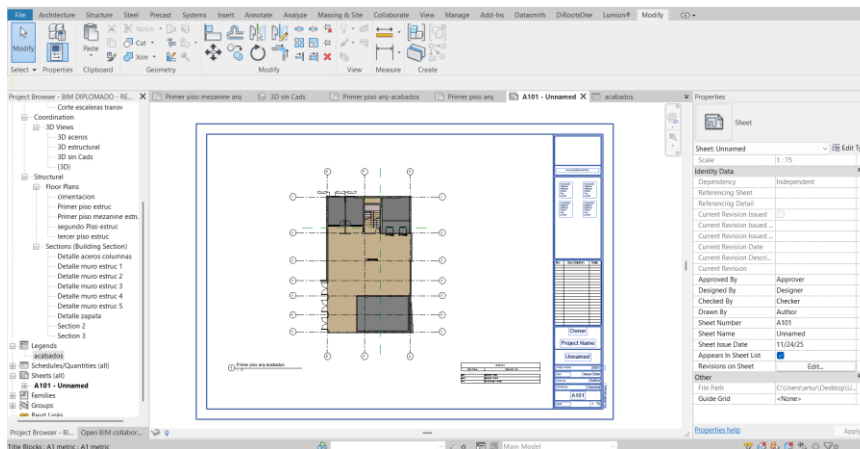 File Architecture Structure Steel Precast Systems Insert Annotate Analyze Massing & Site Collaborate View Manage Add-Ins Datasmith DiRootsOne Lumion® Modify
Modify
Paste
Notch
Cut
Join
Select Properties Clipboard Geometry Modify View Measure Create
Project Browser - BIM DIPLOMADO - RE...
Primer piso mezanine arq 3D sin Cads Primer piso arq-acabados Primer piso arq A101 - Unnamed acabados
Corte escaleras transv
Coordination
3D Views
3D aceros
3D estructural
3D sin Cads
{3D}
Structural
Floor Plans
cimentacion
Primer piso estruc
Primer piso mezanine estruc
segundo Piso estruc
tercer piso estruc
Sections (Building Section)
Detalle aceros columnas
Detalle muro estruc 1
Detalle muro estruc 2
Detalle muro estruc 3
Detalle muro estruc 4
Detalle muro estruc 5
Detalle zapata
Section 2
Section 3
Legends
acabados
Schedules/Quantities (all)
Sheets (all)
A101 - Unnamed
Families
Groups
Revit Links
Project Browser - BI... Open BIM collabor...
Title Blocks : A1 metric : A1 metric
Main Model
Primer piso arq-acabados
Owner
Project Name
Unnamed
A101
Properties
Sheet
Sheet: Unnamed
Edit Ty
Scale 1 : 75
Identity Data
Dependency Independent
Referencing Sheet
Referencing Detail
Current Revision Issued
Current Revision Issued ...
Current Revision Issued ...
Current Revision Date
Current Revision Descri...
Current Revision
Approved By Approver
Designed By Designer
Checked By Checker
Drawn By Author
Sheet Number A101
Sheet Name Unnamed
Sheet Issue Date 11/24/25
Appears In Sheet List
Revisions on Sheet Edit...
Other
File Path C:\Users\artur\Desktop\U...
Guide Grid <None>
Properties help Apply